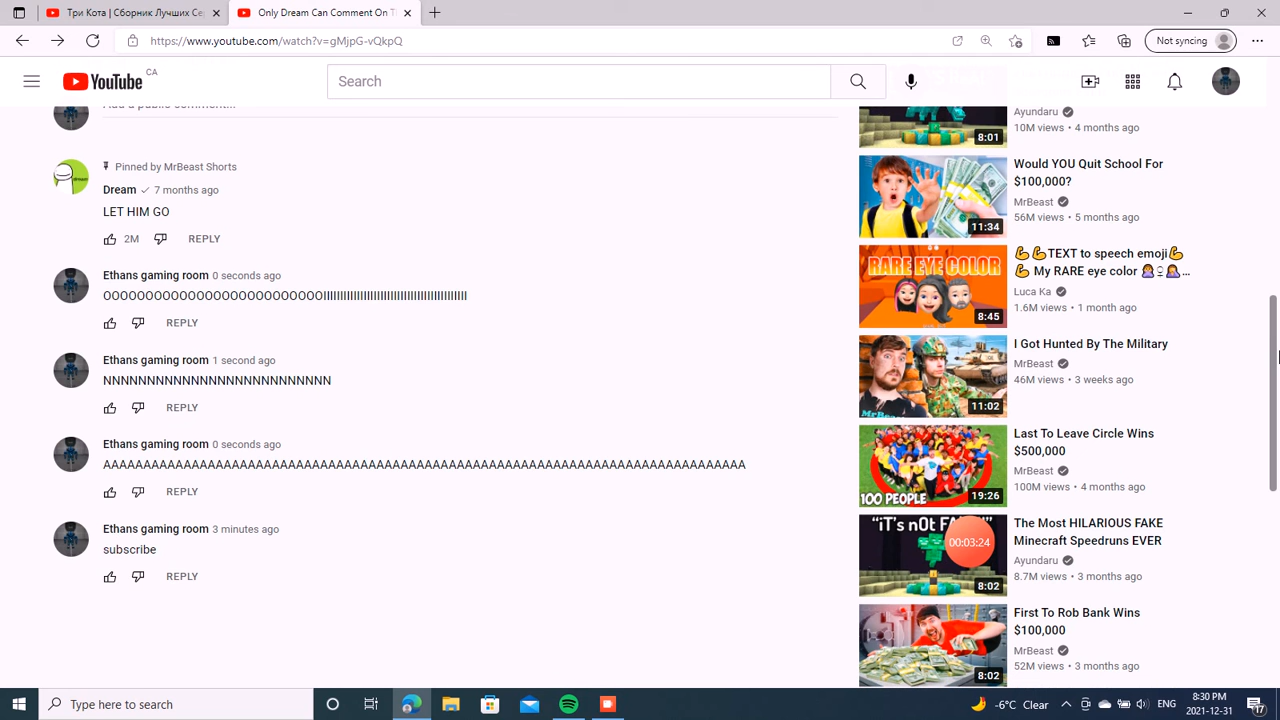 Три Кота | Сборник Лучших Се
Only Dream Can Comment On T
https://www.youtube.com/watch?v=gMjpG-vQkpQ
Not syncing
YouTube
CA
Search
Add a public comment...
Pinned by MrBeast Shorts
Dream 7 months ago
LET HIM GO
2M REPLY
Ethans gaming room 0 seconds ago
REPLY
Ethans gaming room 1 second ago
NNNNNNNNNNNNNNNNNNNNNNNNNN
REPLY
Ethans gaming room 0 seconds ago
REPLY
Ethans gaming room 3 minutes ago
subscribe
REPLY
8:01
Ayundaru
10M views • 4 months ago
11:34
Would YOU Quit School For
$100,000?
MrBeast
56M views • 5 months ago
RARE EYE COLOR
8:45
💪💪TEXT to speech emoji💪
💪 My RARE eye color 🤦‍♀️...
Luca Ka
1.6M views • 1 month ago
MrBeast
11:02
I Got Hunted By The Military
MrBeast
46M views • 3 weeks ago
100 PEOPLE
19:26
Last To Leave Circle Wins
$500,000
MrBeast
100M views • 4 months ago
"iT's nOt
00:03:24
8:02
The Most HILARIOUS FAKE
Minecraft Speedruns EVER
Ayundaru
8.7M views • 3 months ago
8:02
First To Rob Bank Wins
$100,000
MrBeast
52M views • 3 months ago
Type here to search
-6°C Clear
ENG
8:30 PM
2021-12-31
17